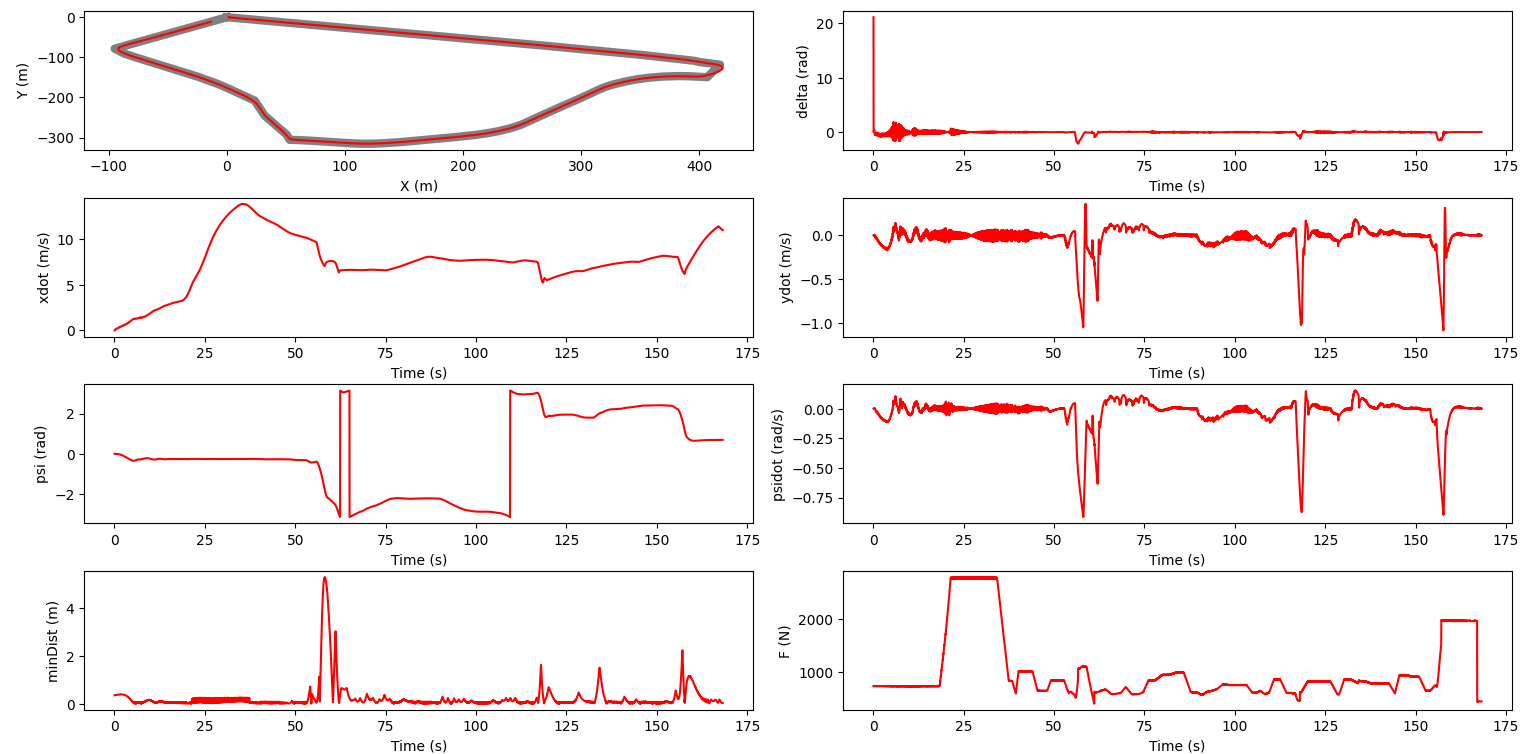 0
−100
−200
−300
Y (m)
−100 0 100 200 300 400
X (m)
20
10
0
delta (rad)
0 25 50 75 100 125 150 175
Time (s)
10
5
0
xdot (m/s)
0 25 50 75 100 125 150 175
Time (s)
0.0
−0.5
−1.0
ydot (m/s)
0 25 50 75 100 125 150 175
Time (s)
2
0
−2
psi (rad)
0 25 50 75 100 125 150 175
Time (s)
0.00
−0.25
−0.50
−0.75
psidot (rad/s)
0 25 50 75 100 125 150 175
Time (s)
4
2
0
minDist (m)
0 25 50 75 100 125 150 175
Time (s)
2000
1000
F (N)
0 25 50 75 100 125 150 175
Time (s)